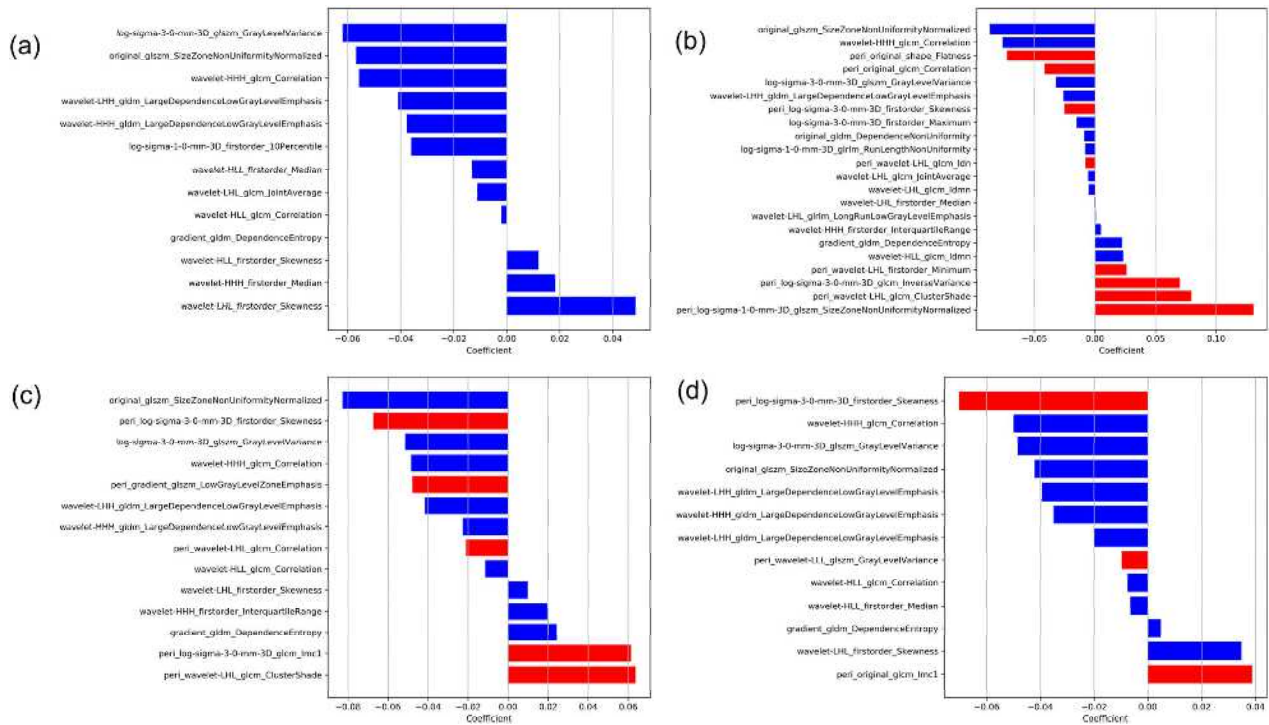 (a)
log-sigma-3-0-mm-3D_glszm_GrayLevelVariance
original_glszm_SizeZoneNonUniformityNormalized
wavelet-HHH_glcm_Correlation
wavelet-LHH_gldm_LargeDependenceLowGrayLevelEmphasis
wavelet-HHH_gldm_LargeDependenceLowGrayLevelEmphasis
log-sigma-1-0-mm-3D_firstorder_10Percentile
wavelet-HLL_firstorder_Median
wavelet-LHL_glcm_JointAverage
wavelet-HLL_glcm_Correlation
gradient_gldm_DependenceEntropy
wavelet-HLL_firstorder_Skewness
wavelet-HHH_firstorder_Median
wavelet-LHL_firstorder_Skewness
−0.06 −0.04 −0.02 0.00 0.02 0.04
Coefficient
(b)
original_glszm_SizeZoneNonUniformityNormalized
wavelet-HHH_glcm_Correlation
peri_original_shape_Flatness
peri_original_glcm_Correlation
log-sigma-3-0-mm-3D_glszm_GrayLevelVariance
wavelet-LHH_gldm_LargeDependenceLowGrayLevelEmphasis
peri_log-sigma-3-0-mm-3D_firstorder_Skewness
log-sigma-3-0-mm-3D_firstorder_Maximum
original_gldm_DependenceNonUniformity
log-sigma-1-0-mm-3D_glrlm_RunLengthNonUniformity
peri_wavelet-LHL_glcm_Idn
wavelet-LHL_glcm_JointAverage
wavelet-LHL_glcm_Idmn
wavelet-LHL_firstorder_Median
wavelet-LHL_glrlm_LongRunLowGrayLevelEmphasis
wavelet-HHH_firstorder_InterquartileRange
gradient_gldm_DependenceEntropy
wavelet-HLL_glcm_Idmn
peri_wavelet-LHL_firstorder_Minimum
peri_log-sigma-3-0-mm-3D_glcm_InverseVariance
peri_wavelet-LHL_glcm_ClusterShade
peri_log-sigma-1-0-mm-3D_glszm_SizeZoneNonUniformityNormalized
−0.05 0.00 0.05 0.10
Coefficient
(c)
original_glszm_SizeZoneNonUniformityNormalized
peri_log-sigma-3-0-mm-3D_firstorder_Skewness
log-sigma-3-0-mm-3D_glszm_GrayLevelVariance
wavelet-HHH_glcm_Correlation
peri_gradient_glszm_LowGrayLevelZoneEmphasis
wavelet-LHH_gldm_LargeDependenceLowGrayLevelEmphasis
wavelet-HHH_gldm_LargeDependenceLowGrayLevelEmphasis
peri_wavelet-LHL_glcm_Correlation
wavelet-HLL_glcm_Correlation
wavelet-LHL_firstorder_Skewness
wavelet-HHH_firstorder_InterquartileRange
gradient_gldm_DependenceEntropy
peri_log-sigma-3-0-mm-3D_glcm_Imc1
peri_wavelet-LHL_glcm_ClusterShade
−0.08 −0.06 −0.04 −0.02 0.00 0.02 0.04 0.06
Coefficient
(d)
peri_log-sigma-3-0-mm-3D_firstorder_Skewness
wavelet-HHH_glcm_Correlation
log-sigma-3-0-mm-3D_glszm_GrayLevelVariance
original_glszm_SizeZoneNonUniformityNormalized
wavelet-LHH_gldm_LargeDependenceLowGrayLevelEmphasis
wavelet-HHH_gldm_LargeDependenceLowGrayLevelEmphasis
wavelet-LHH_gldm_LargeDependenceLowGrayLevelEmphasis
peri_wavelet-LLL_glszm_GrayLevelVariance
wavelet-HLL_glcm_Correlation
wavelet-HLL_firstorder_Median
gradient_gldm_DependenceEntropy
wavelet-LHL_firstorder_Skewness
peri_original_glcm_Imc1
−0.06 −0.04 −0.02 0.00 0.02 0.04
Coefficient